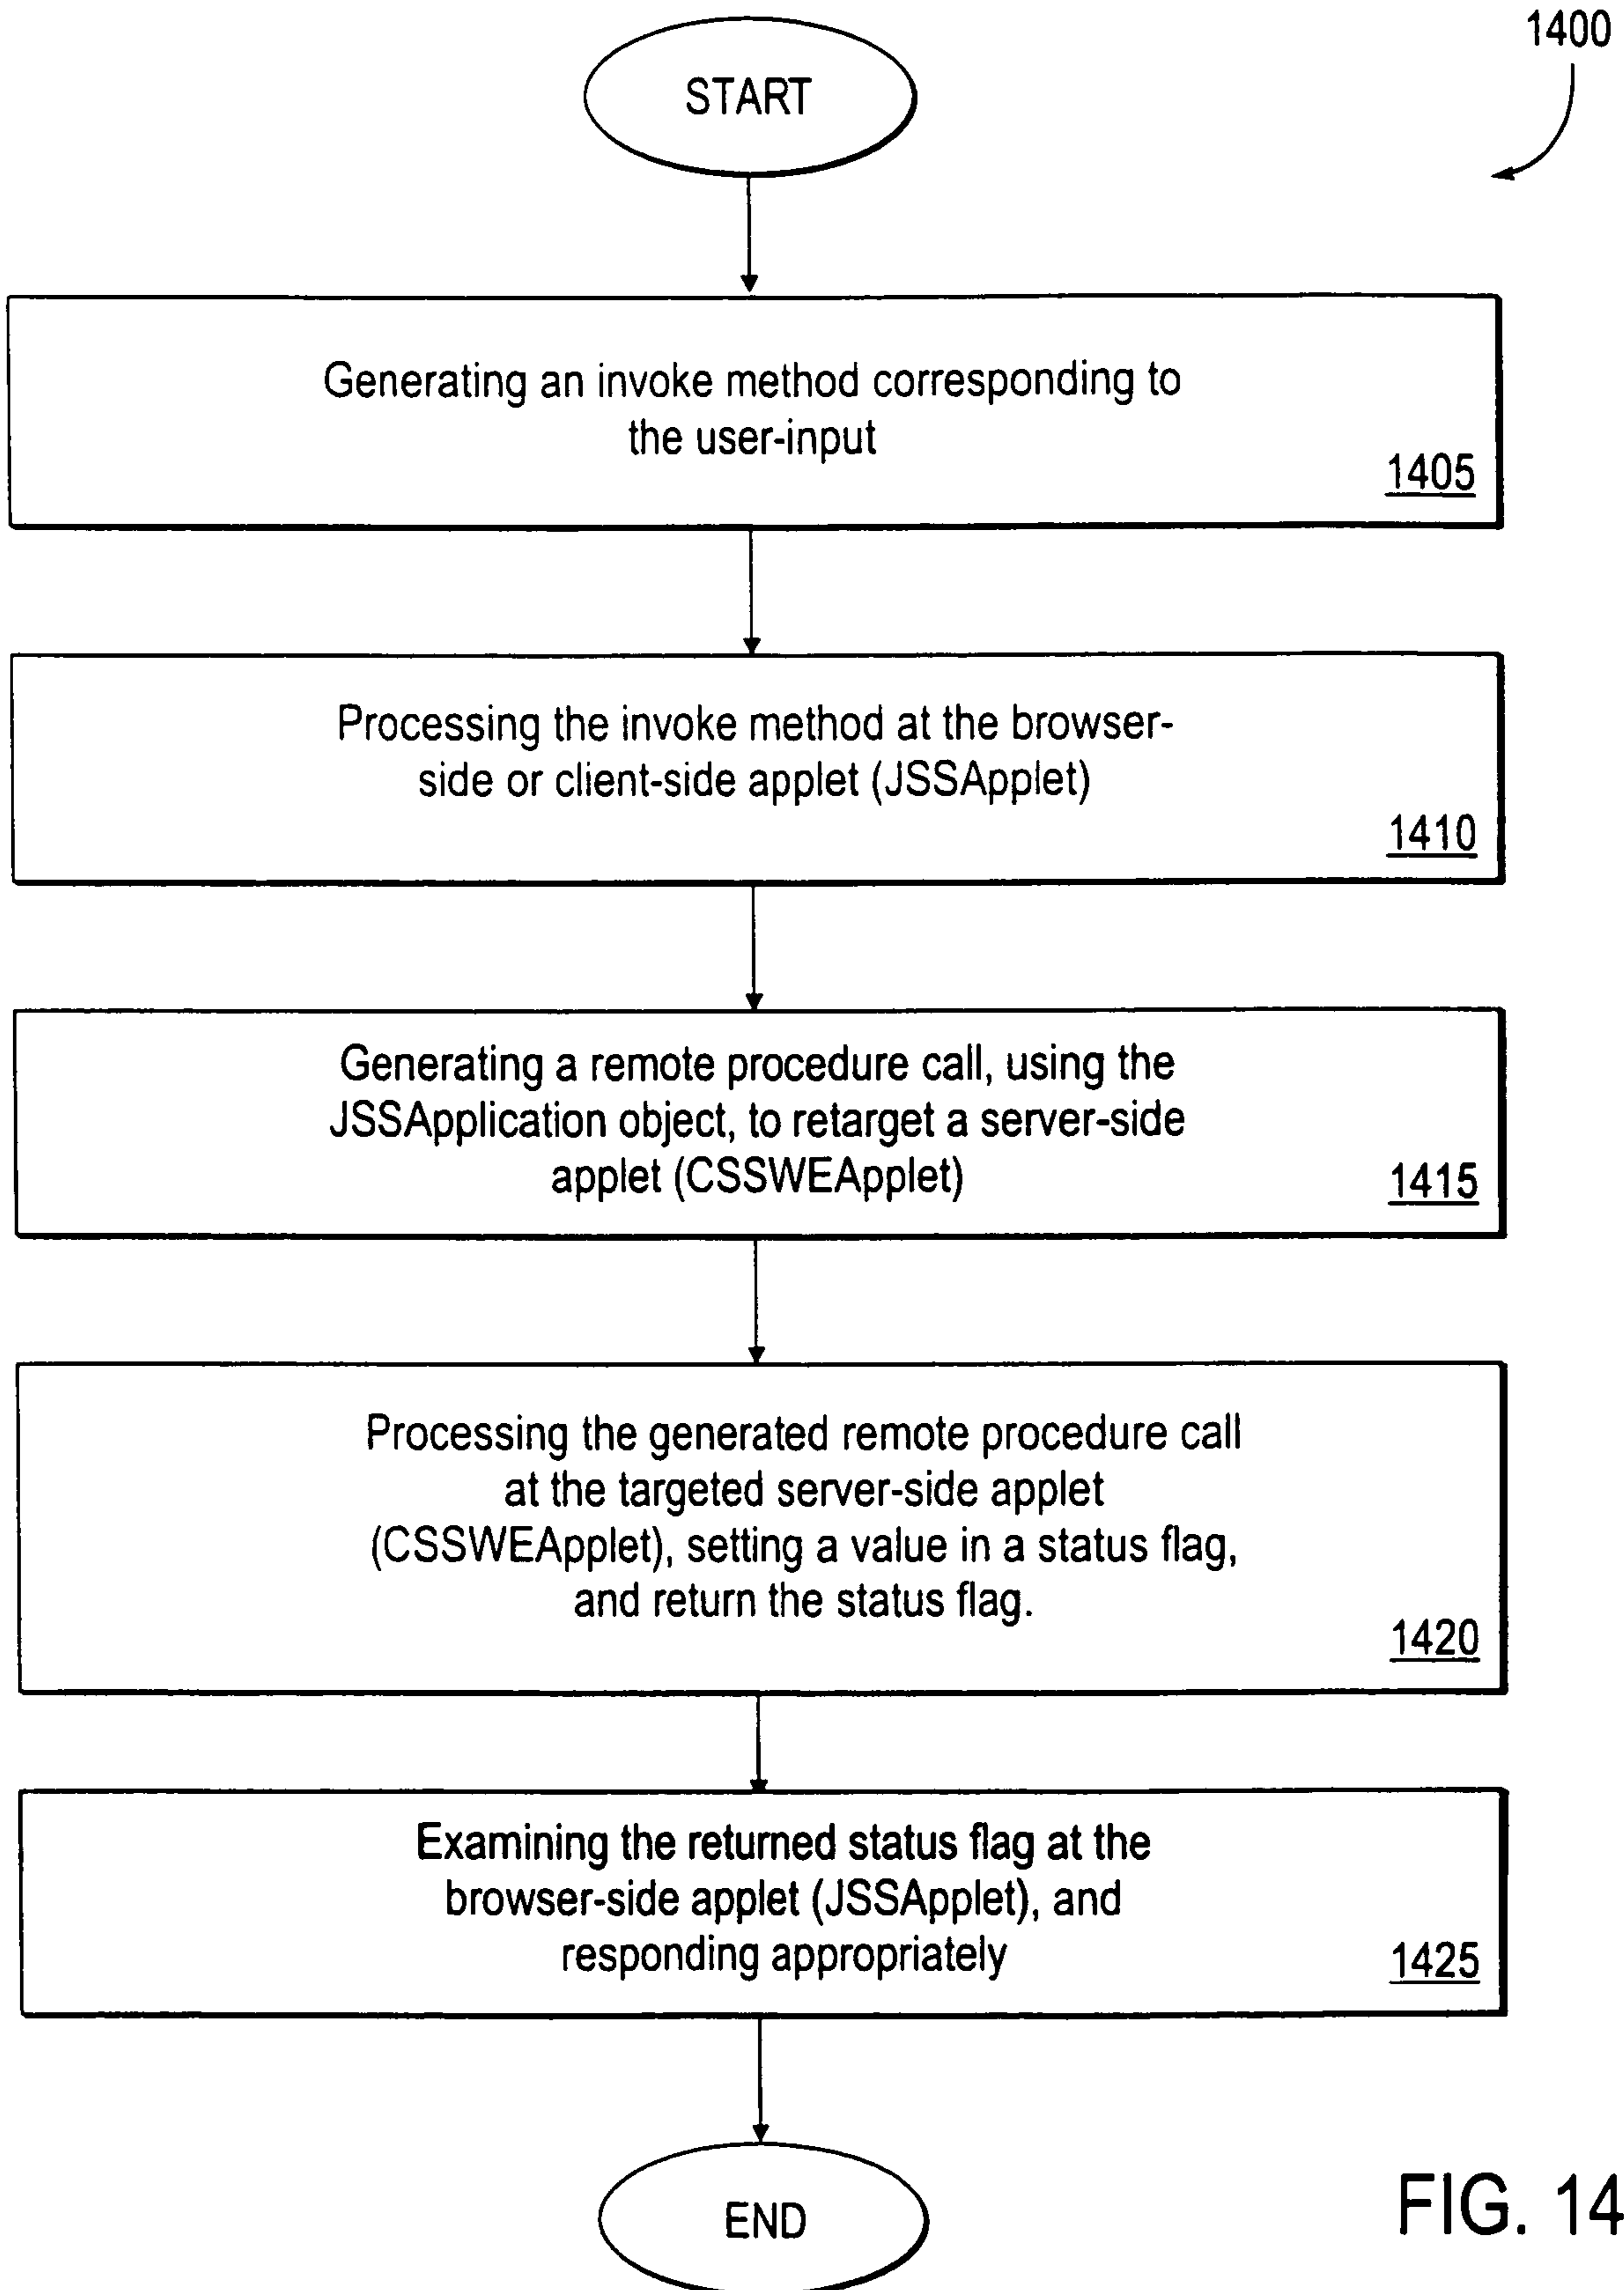 1400
START
Generating an invoke method corresponding to
the user-input
1405
Processing the invoke method at the browser-
side or client-side applet (JSSApplet)
1410
Generating a remote procedure call, using the
JSSApplication object, to retarget a server-side
applet (CSSWEApplet)
1415
Processing the generated remote procedure call
at the targeted server-side applet
(CSSWEApplet), setting a value in a status flag,
and return the status flag.
1420
Examining the returned status flag at the
browser-side applet (JSSApplet), and
responding appropriately
1425
END
FIG. 14